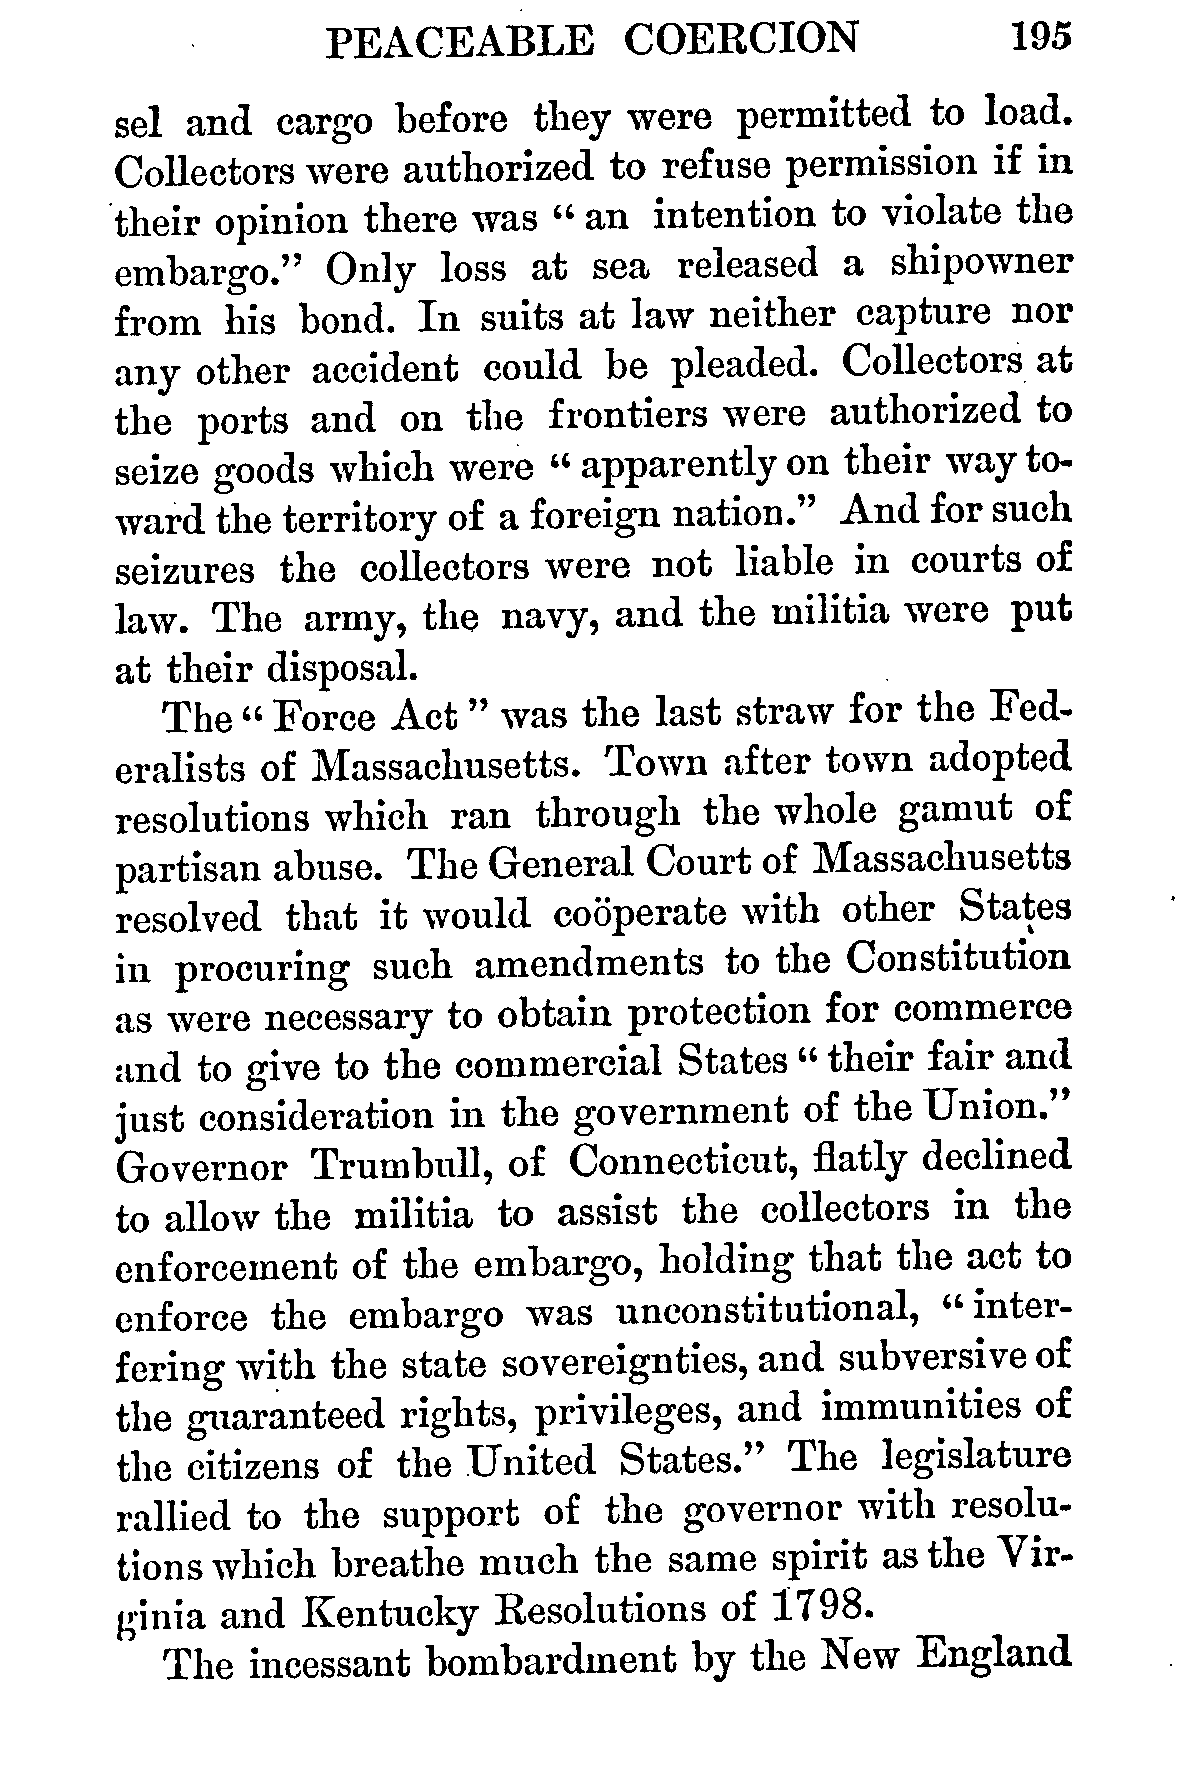 PEACEABLE COERCION 195
sel and cargo before they were permitted to load.
Collectors were authorized to refuse permission if in
their opinion there was “ an intention to violate the
embargo.” Only loss at sea released a shipowner
from his bond. In suits at law neither capture nor
any other accident could be pleaded. Collectors at
the ports and on the frontiers were authorized to
seize goods which were “ apparently on their way to-
ward the territory of a foreign nation.” And for such
seizures the collectors were not liable in courts of
law. The army, the navy, and the militia were put
at their disposal.
The “ Force Act ” was the last straw for the Fed-
eralists of Massachusetts. Town after town adopted
resolutions which ran through the whole gamut of
partisan abuse. The General Court of Massachusetts
resolved that it would coöperate with other States
in procuring such amendments to the Constitution
as were necessary to obtain protection for commerce
and to give to the commercial States “ their fair and
just consideration in the government of the Union.”
Governor Trumbull, of Connecticut, flatly declined
to allow the militia to assist the collectors in the
enforcement of the embargo, holding that the act to
enforce the embargo was unconstitutional, “ inter-
fering with the state sovereignties, and subversive of
the guaranteed rights, privileges, and immunities of
the citizens of the United States.” The legislature
rallied to the support of the governor with resolu-
tions which breathe much the same spirit as the Vir-
ginia and Kentucky Resolutions of 1798.
The incessant bombardment by the New England